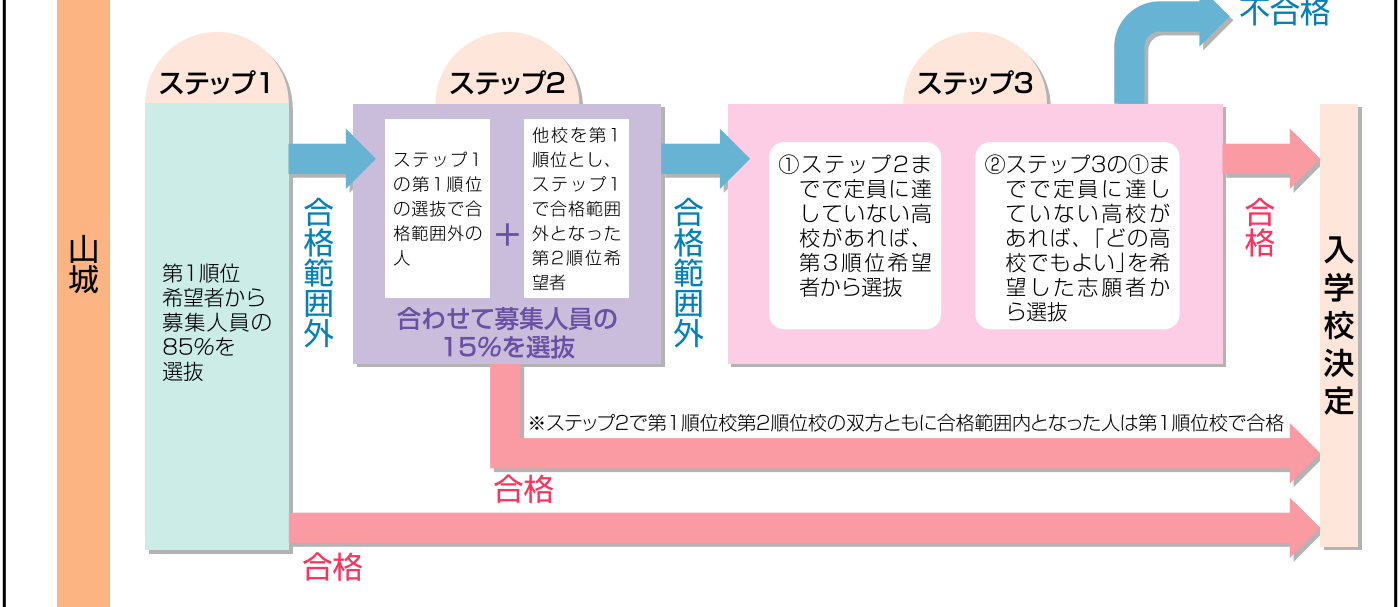 不合格
山城
ステップ1
第1順位
希望者から
募集人員の
85%を
選抜
合格範囲外
ステップ2
ステップ1
の第1順位
の選抜で合
格範囲外の
人
+
他校を第1
順位とし、
ステップ1
で合格範囲
外となった
第2順位希
望者
合わせて募集人員の
15%を選抜
合格範囲外
ステップ3
①ステップ2ま
でで定員に達
していない高
校があれば、
第3順位希望
者から選抜
②ステップ3の①ま
でで定員に達し
ていない高校が
あれば、「どの高
校でもよい」を希
望した志願者か
ら選抜
合格
入学校決定
※ステップ2で第1順位校第2順位校の双方ともに合格範囲内となった人は第1順位校で合格
合格
合格